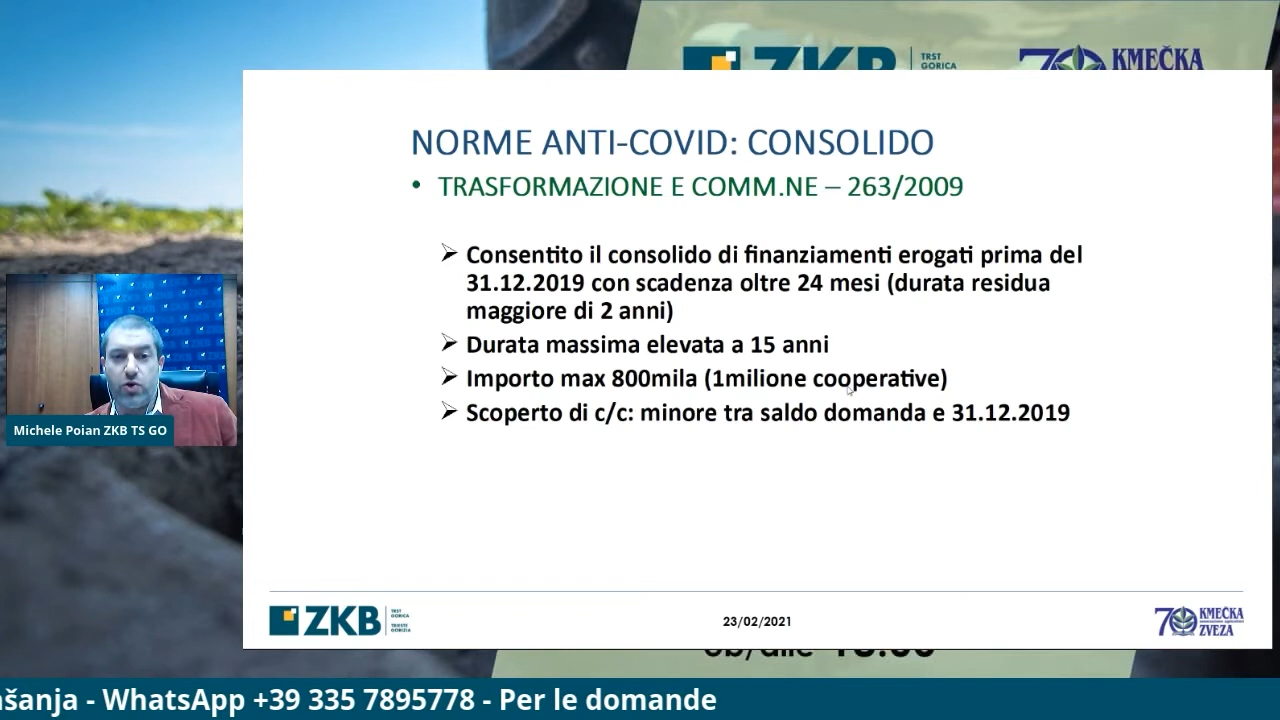 ZKB
TRST
GORICA
70 KMEČKA
NORME ANTI-COVID: CONSOLIDO
• TRASFORMAZIONE E COMM.NE – 263/2009
➢ Consentito il consolido di finanziamenti erogati prima del
31.12.2019 con scadenza oltre 24 mesi (durata residua
maggiore di 2 anni)
➢ Durata massima elevata a 15 anni
➢ Importo max 800mila (1milione cooperative)
➢ Scoperto di c/c: minore tra saldo domanda e 31.12.2019
Michele Poian ZKB TS GO
ZKB
TRST
GORICA
TRIESTE
GORIZIA
23/02/2021
70 KMEČKA
ZVEZA
ob/alle
ašanja - WhatsApp +39 335 7895778 - Per le domande